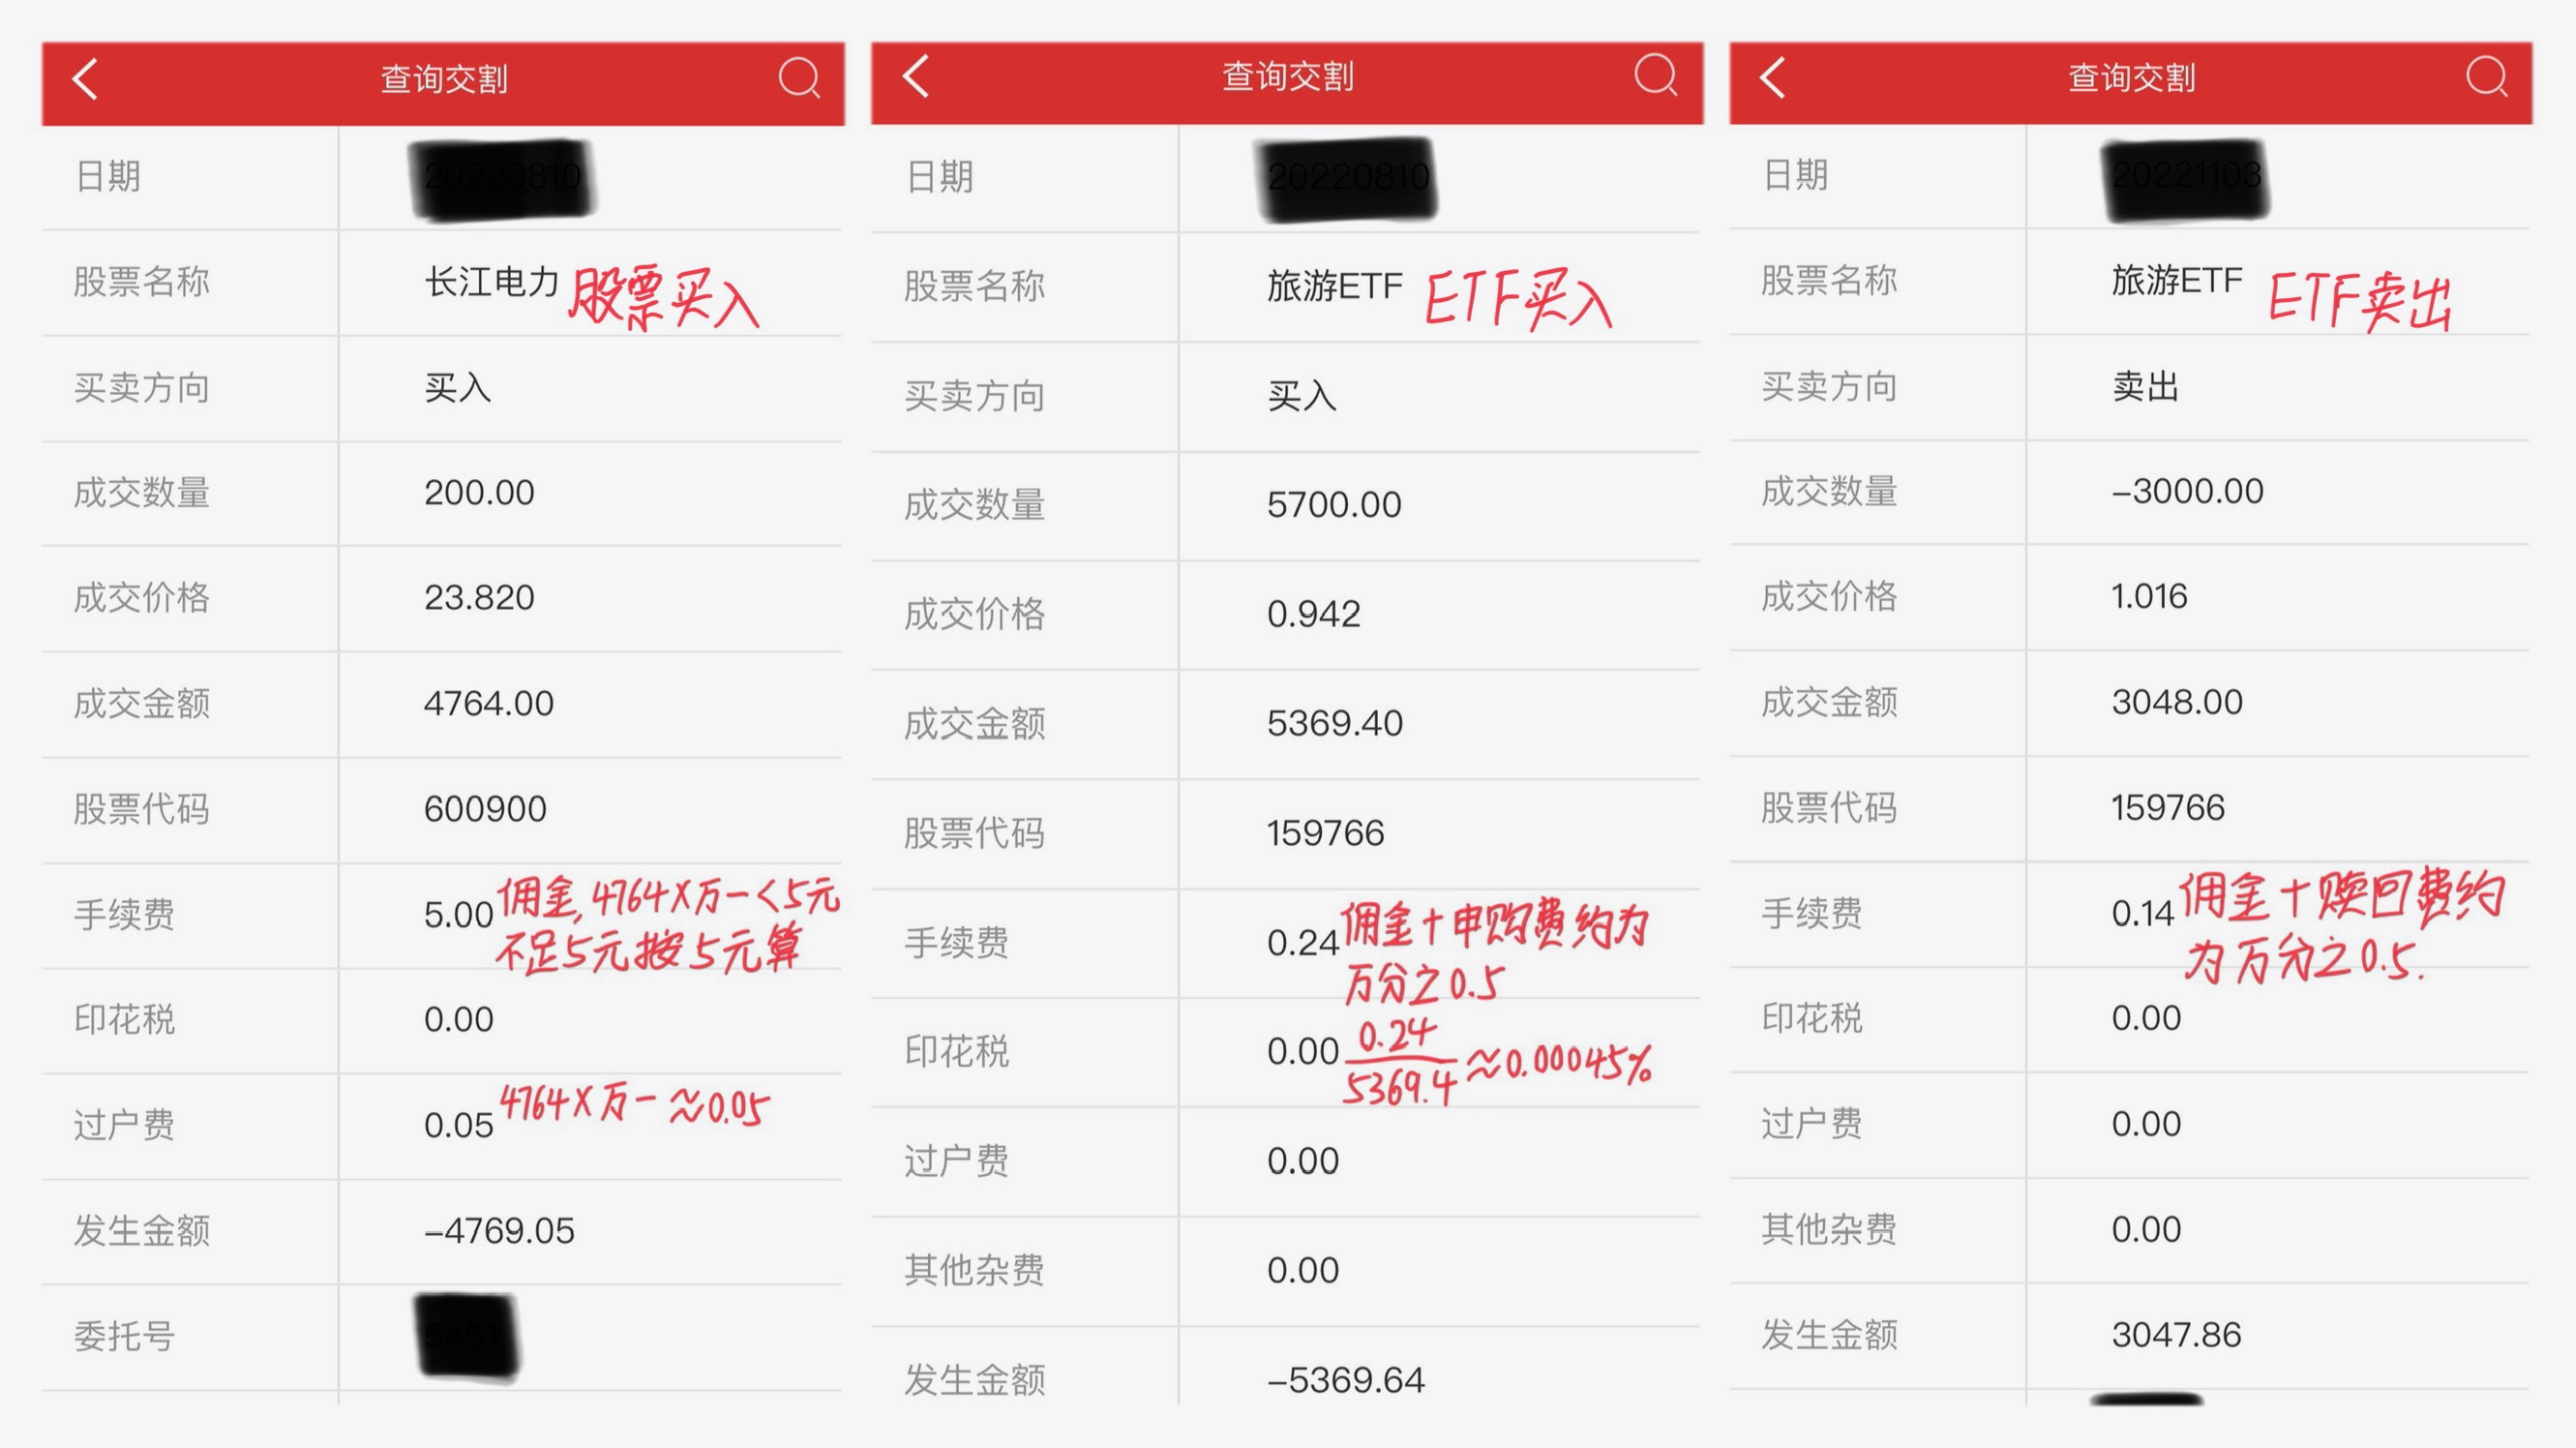 查询交割
日期
股票名称 长江电力 股票买入
买卖方向 买入
成交数量 200.00
成交价格 23.820
成交金额 4764.00
股票代码 600900
手续费 5.00 佣金,4764×万一<5元
不足5元按5元算
印花税 0.00
过户费 0.05 4764×万一≈0.05
发生金额 -4769.05
委托号
查询交割
日期
股票名称 旅游ETF ETF买入
买卖方向 买入
成交数量 5700.00
成交价格 0.942
成交金额 5369.40
股票代码 159766
手续费 0.24 佣金+申购费约为
万分之0.5
印花税 0.00 0.24/5369.4≈0.00045%
过户费 0.00
其他杂费 0.00
发生金额 -5369.64
查询交割
日期
股票名称 旅游ETF ETF卖出
买卖方向 卖出
成交数量 -3000.00
成交价格 1.016
成交金额 3048.00
股票代码 159766
手续费 0.14 佣金+赎回费约
为万分之0.5.
印花税 0.00
过户费 0.00
其他杂费 0.00
发生金额 3047.86